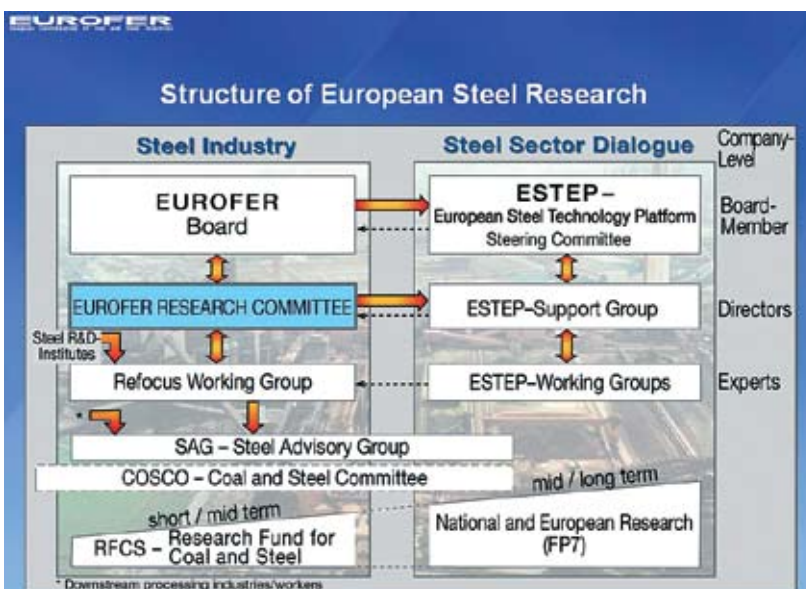 EUROFER
Structure of European Steel Research
Steel Industry
Steel Sector Dialogue
Company-
Level
EUROFER
Board
ESTEP–
European Steel Technology Platform
Steering Committee
Board-
Member
EUROFER RESEARCH COMMITTEE
ESTEP–Support Group
Directors
Steel R&D-
Institutes
Refocus Working Group
ESTEP–Working Groups
Experts
*
SAG – Steel Advisory Group
COSCO – Coal and Steel Committee
short / mid term
mid / long term
RFCS – Research Fund for
Coal and Steel
National and European Research
(FP7)
* Downstream processing industries/workers